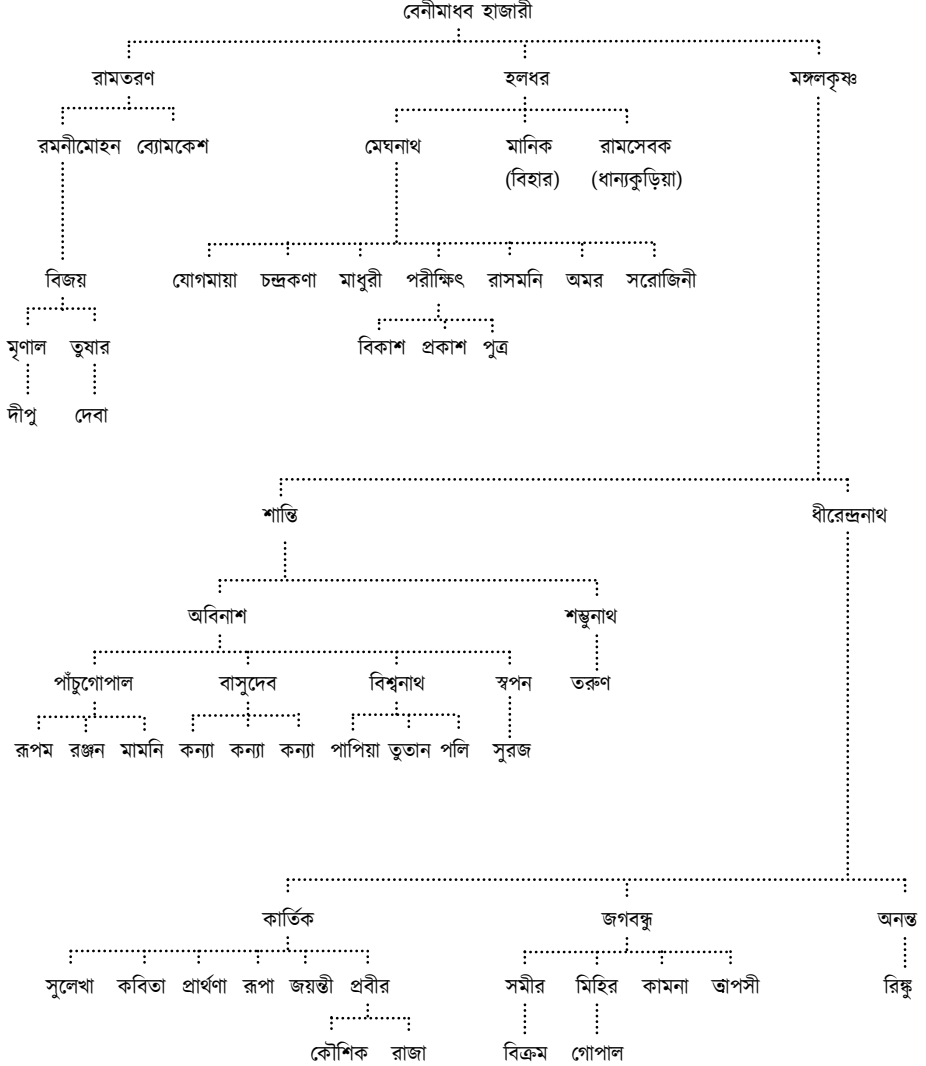 বেনীমাধব হাজারী
রামতরণ হলধর মঙ্গলকৃষ্ণ
রমনীমোহন ব্যোমকেশ মেঘনাথ মানিক রামসেবক
(বিহার) (ধান্যকুড়িয়া)
বিজয় যোগমায়া চন্দ্রকণা মাধুরী পরীক্ষিৎ রাসমনি অমর সরোজিনী
মৃণাল তুষার বিকাশ প্রকাশ পুত্র
দীপু দেবা
শান্তি ধীরেন্দ্রনাথ
অবিনাশ শম্ভুনাথ
পাঁচুগোপাল বাসুদেব বিশ্বনাথ স্বপন তরুণ
রূপম রঞ্জন মামনি কন্যা কন্যা কন্যা পাপিয়া তুতান পলি সুরজ
কার্তিক জগবন্ধু অনন্ত
সুলেখা কবিতা প্রার্থণা রূপা জয়ন্তী প্রবীর সমীর মিহির কামনা তাপসী রিঙ্কু
কৌশিক রাজা বিক্রম গোপাল